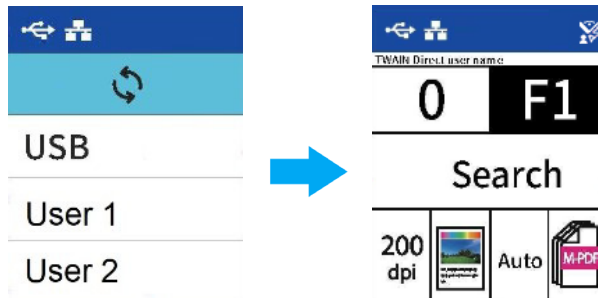 USB
User 1
User 2
TWAIN Direct user name
0 F1
Search
200 dpi
Auto
M-PDF